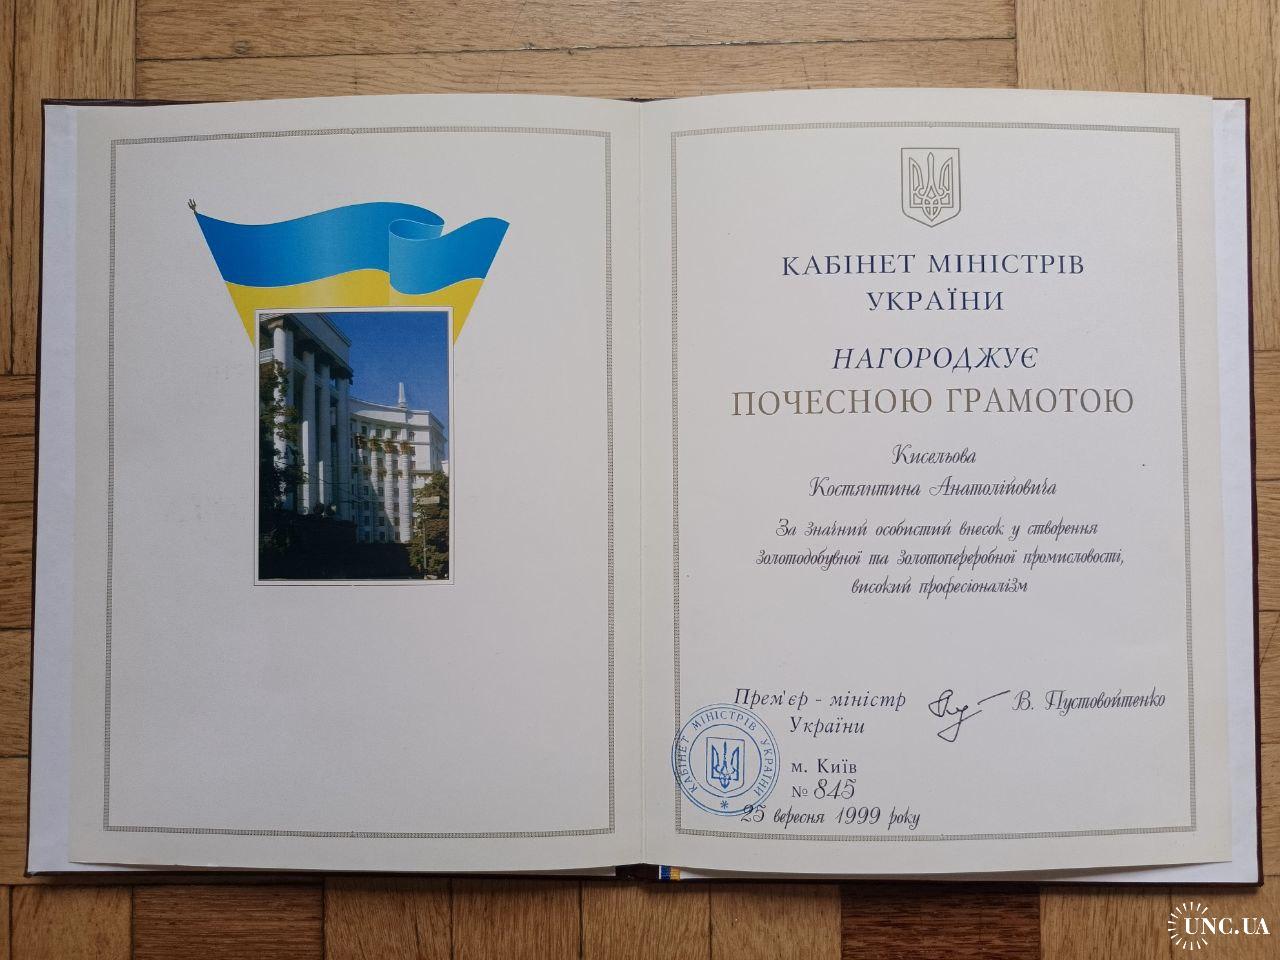 КАБІНЕТ МІНІСТРІВ
УКРАЇНИ
НАГОРОДЖУЄ
ПОЧЕСНОЮ ГРАМОТОЮ
Кисельова
Костянтина Анатолійовича
За значний особистий внесок у створення
золотодобувної та золотопереробної промисловості,
високий професіоналізм
Прем'єр - міністр
України
В. Пустовойтенко
КАБІНЕТ МІНІСТРІВ УКРАЇНИ
м. Київ
№ 845
25 вересня 1999 року
UNC.UA